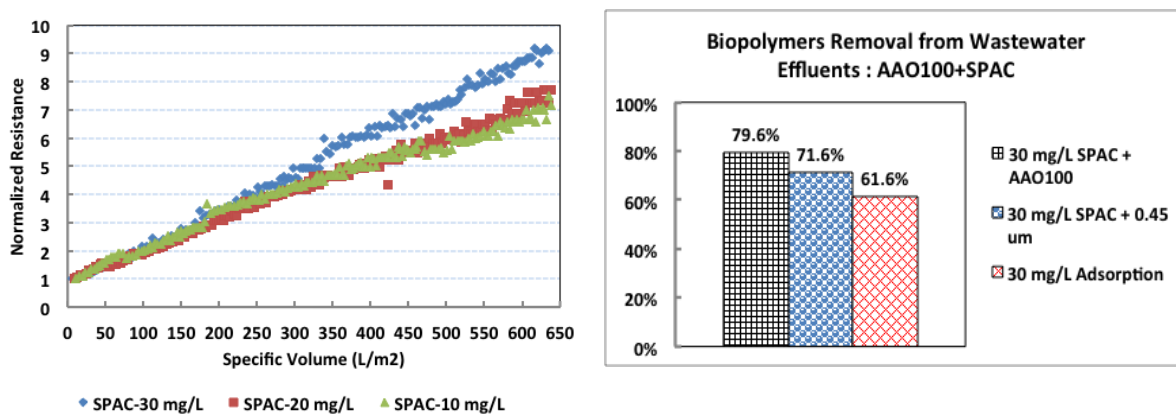 10
9
8
7
6
5
4
3
2
1
0
Normalized Resistance
0 50 100 150 200 250 300 350 400 450 500 550 600 650
Specific Volume (L/m2)
SPAC-30 mg/L SPAC-20 mg/L SPAC-10 mg/L
Biopolymers Removal from Wastewater
Effluents : AAO100+SPAC
100%
80%
60%
40%
20%
0%
79.6%
71.6%
61.6%
30 mg/L SPAC +
AAO100
30 mg/L SPAC + 0.45
um
30 mg/L Adsorption